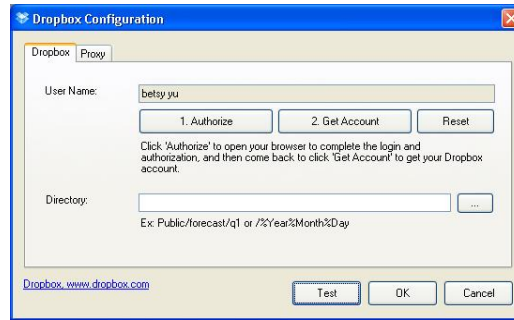 Dropbox Configuration
Dropbox Proxy
User Name: betsy yu
1. Authorize 2. Get Account Reset
Click 'Authorize' to open your browser to complete the login and
authorization, and then come back to click 'Get Account' to get your Dropbox
account.
Directory: ...
Ex: Public/forecast/q1 or /%Year%Month%Day
Dropbox, www.dropbox.com Test OK Cancel